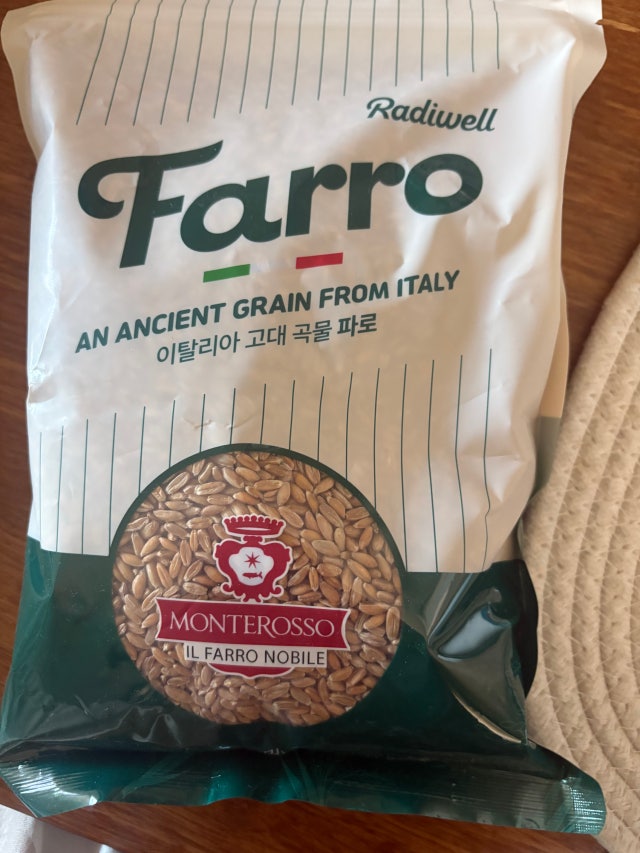 Radiwell
Farro
AN ANCIENT GRAIN FROM ITALY
이탈리아 고대 곡물 파로
MONTEROSSO
IL FARRO NOBILE